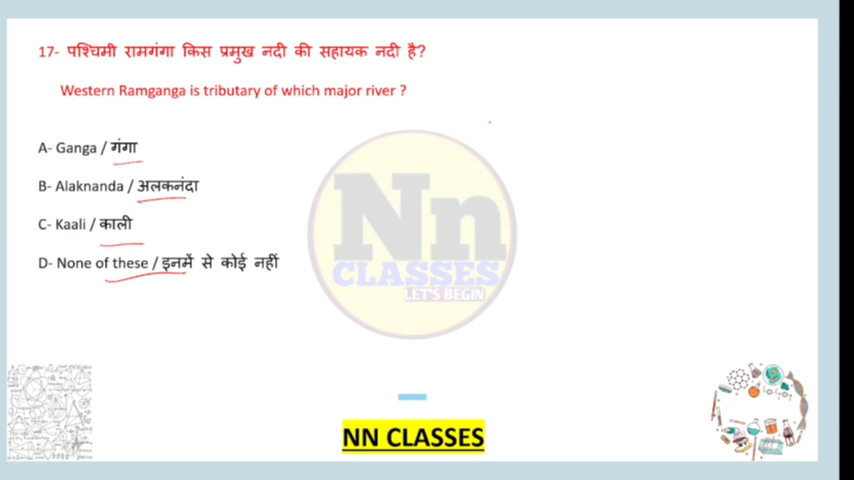 17- पश्चिमी रामगंगा किस प्रमुख नदी की सहायक नदी है?
Western Ramganga is tributary of which major river ?
A- Ganga / गंगा
B- Alaknanda / अलकनंदा
C- Kaali / काली
D- None of these / इनमें से कोई नहीं
Nn
CLASSES
LET'S BEGIN
NN CLASSES